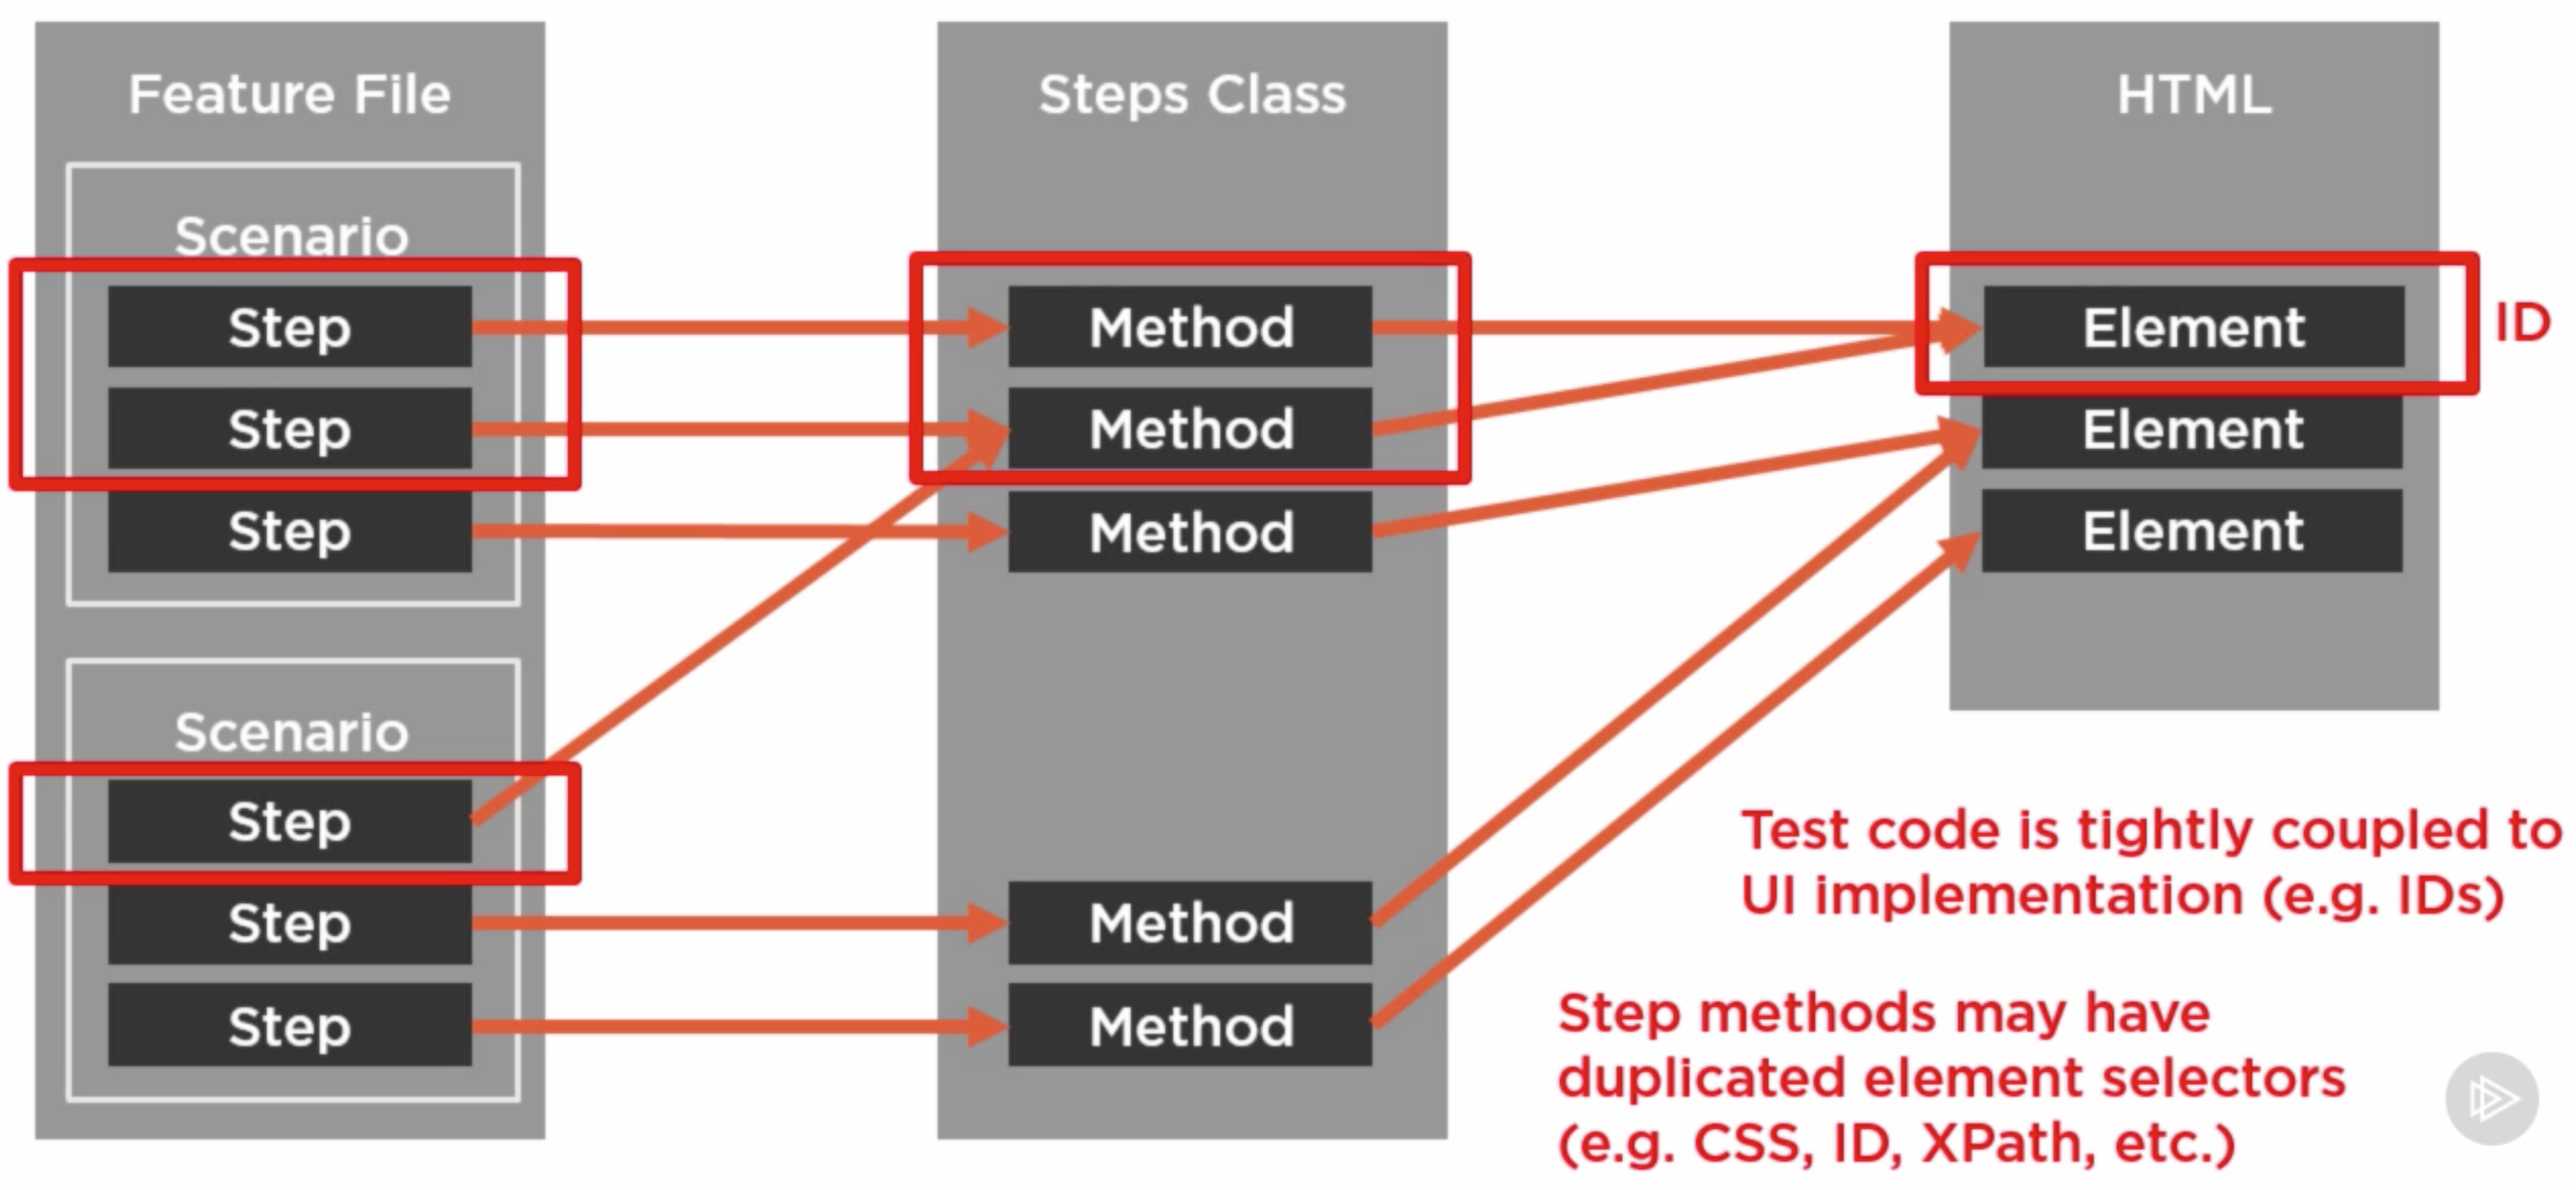 Feature File
Scenario
Step
Step
Step
Scenario
Step
Step
Step
Steps Class
Method
Method
Method
Method
Method
HTML
Element
ID
Element
Element
Test code is tightly coupled to
UI implementation (e.g. IDs)
Step methods may have
duplicated element selectors
(e.g. CSS, ID, XPath, etc.)